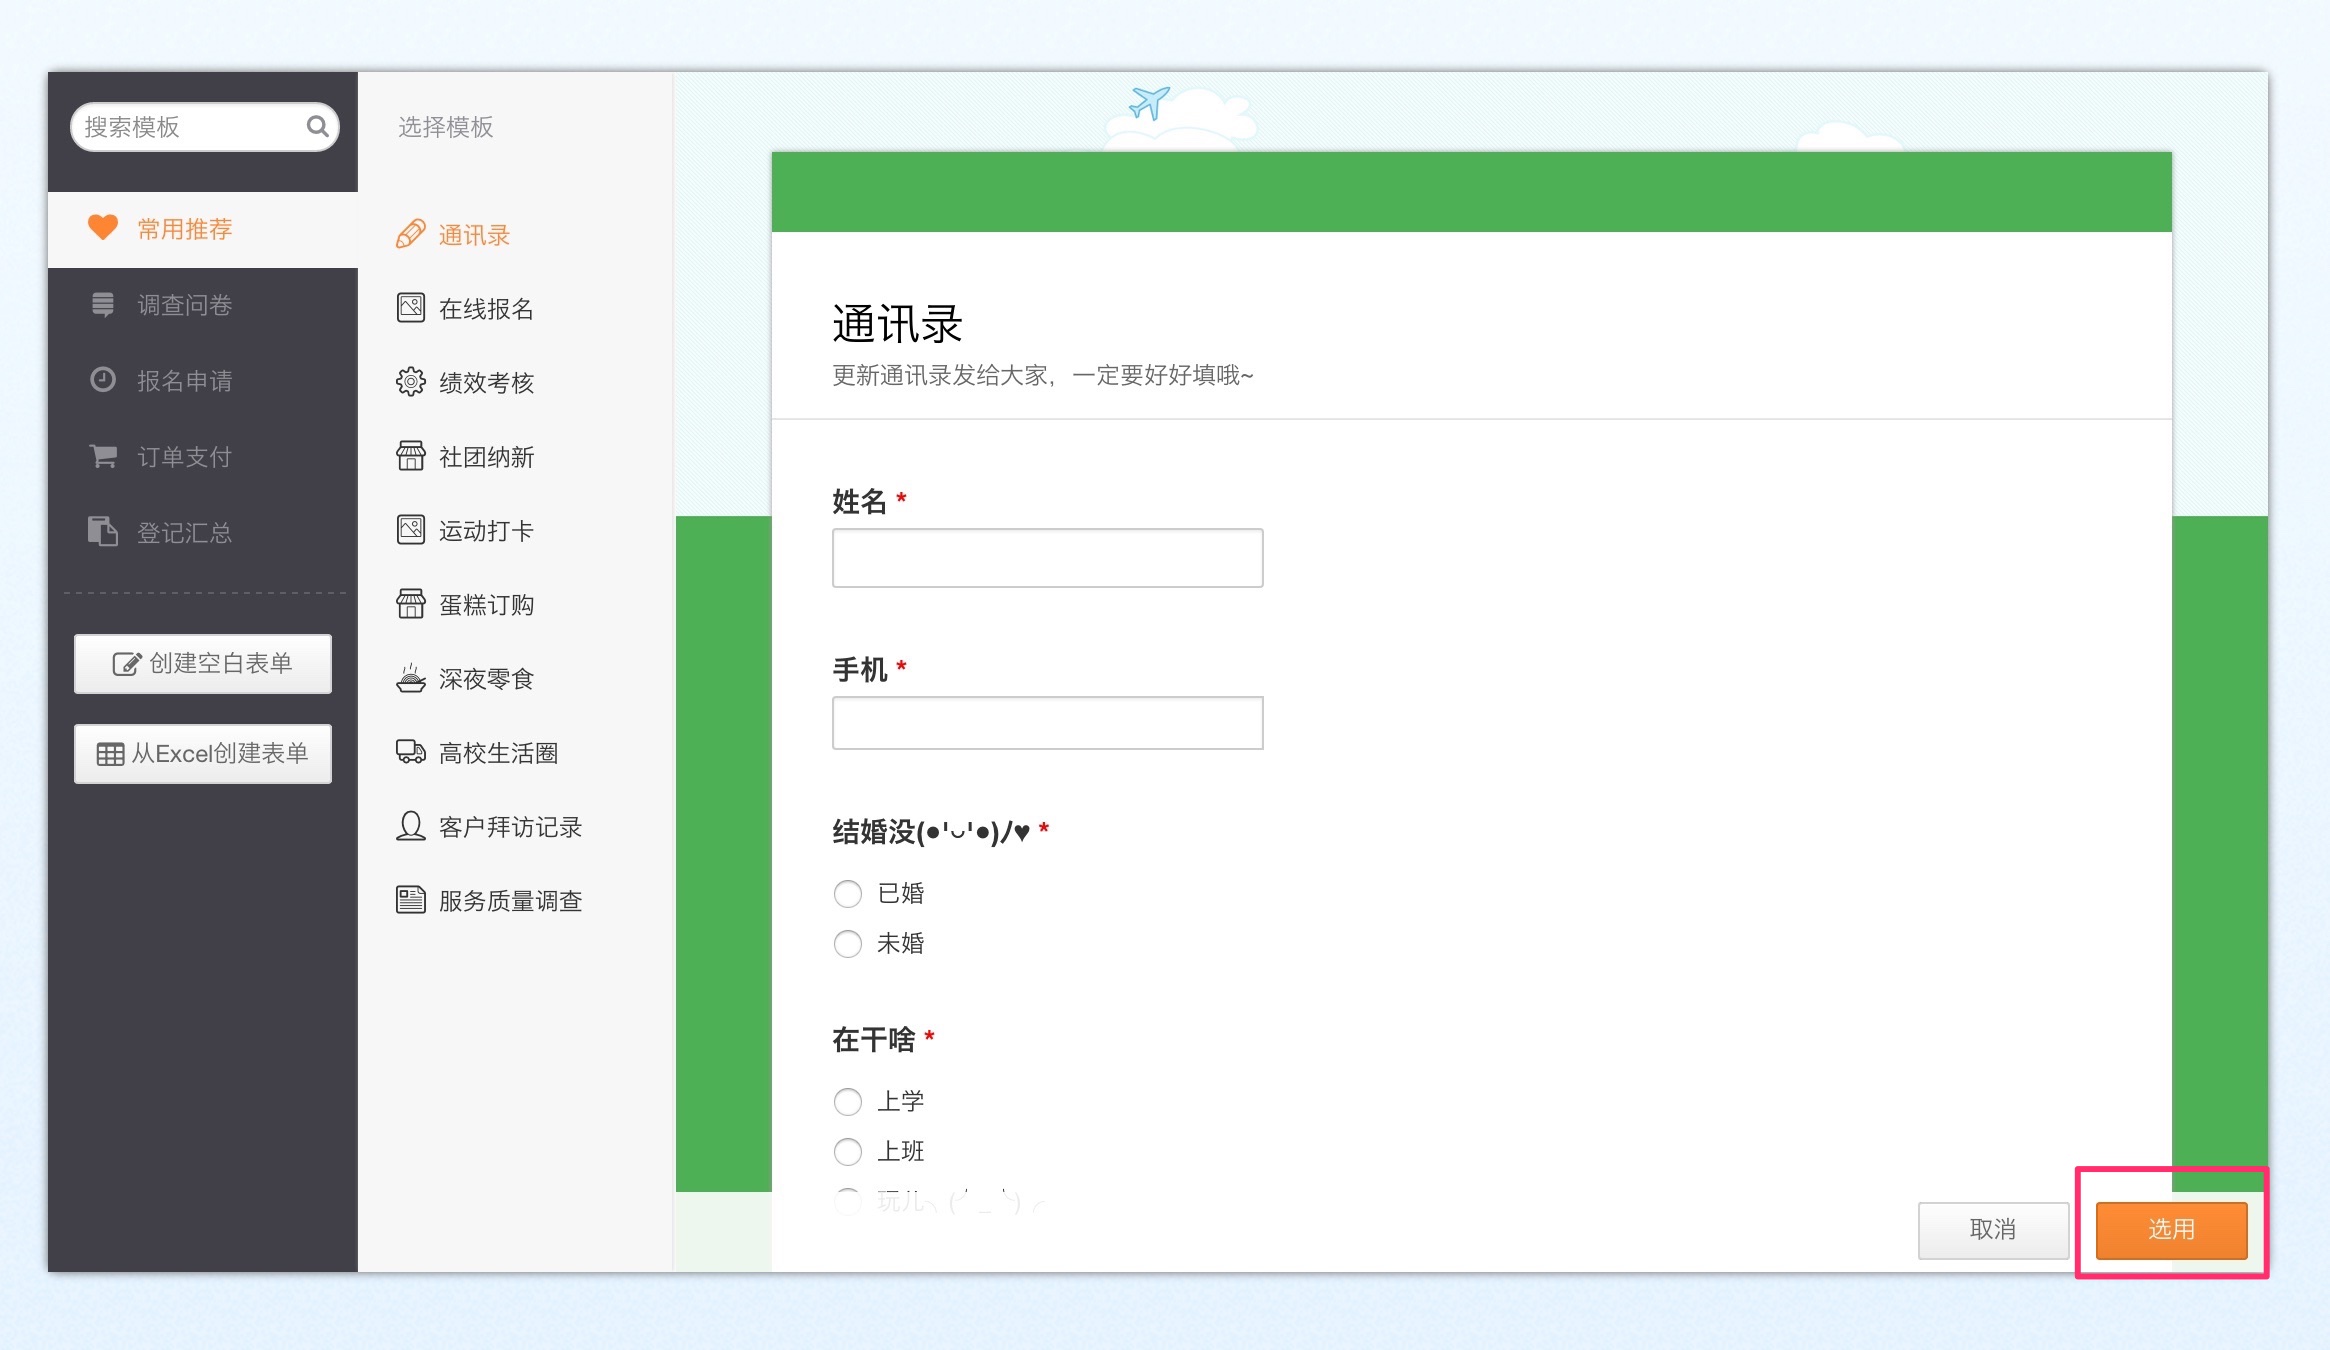 搜索模板
常用推荐
调查问卷
报名申请
订单支付
登记汇总
创建空白表单
从Excel创建表单
选择模板
通讯录
在线报名
绩效考核
社团纳新
运动打卡
蛋糕订购
深夜零食
高校生活圈
客户拜访记录
服务质量调查
通讯录
更新通讯录发给大家，一定要好好填哦~
姓名 *
手机 *
结婚没(●'ᴗ'●)ﾉ♥ *
已婚
未婚
在干啥 *
上学
上班
玩儿
取消
选用